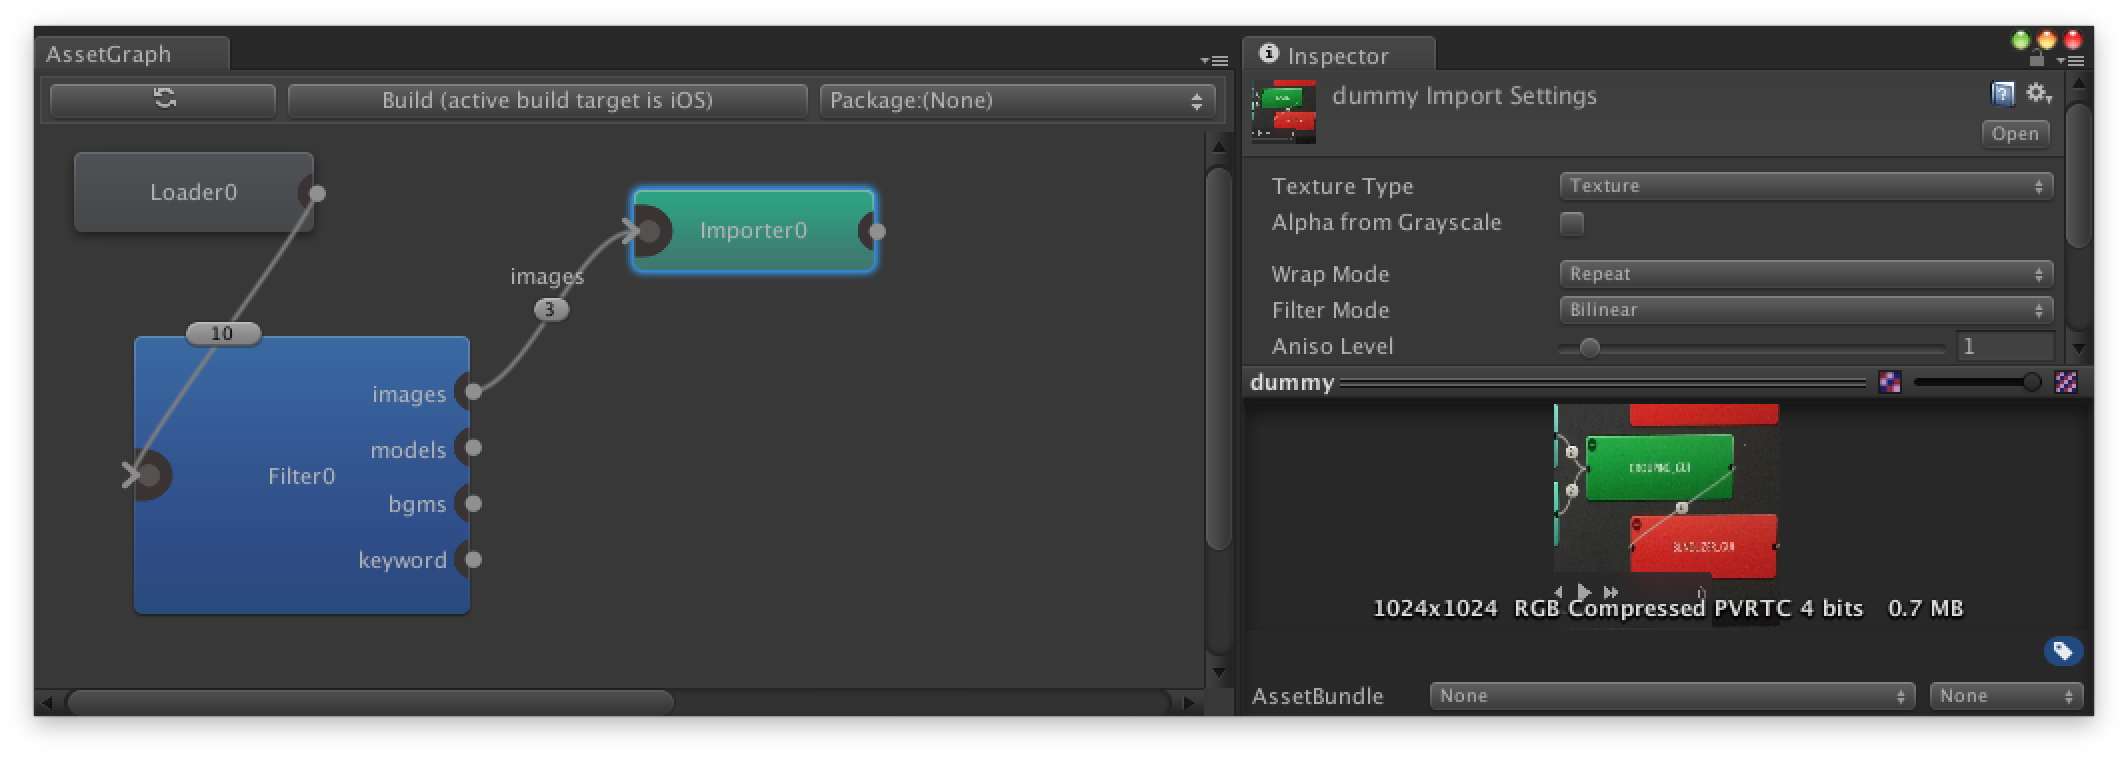 AssetGraph
Build (active build target is iOS)
Package:(None)
Loader0
10
images
models
bgms
keyword
Filter0
images
3
Importer0
Inspector
dummy Import Settings
Open
Texture Type
Texture
Alpha from Grayscale
Wrap Mode
Repeat
Filter Mode
Bilinear
Aniso Level
1
dummy
BUNDLIZER_GUI
1024x1024 RGB Compressed PVRTC 4 bits 0.7 MB
AssetBundle
None
None